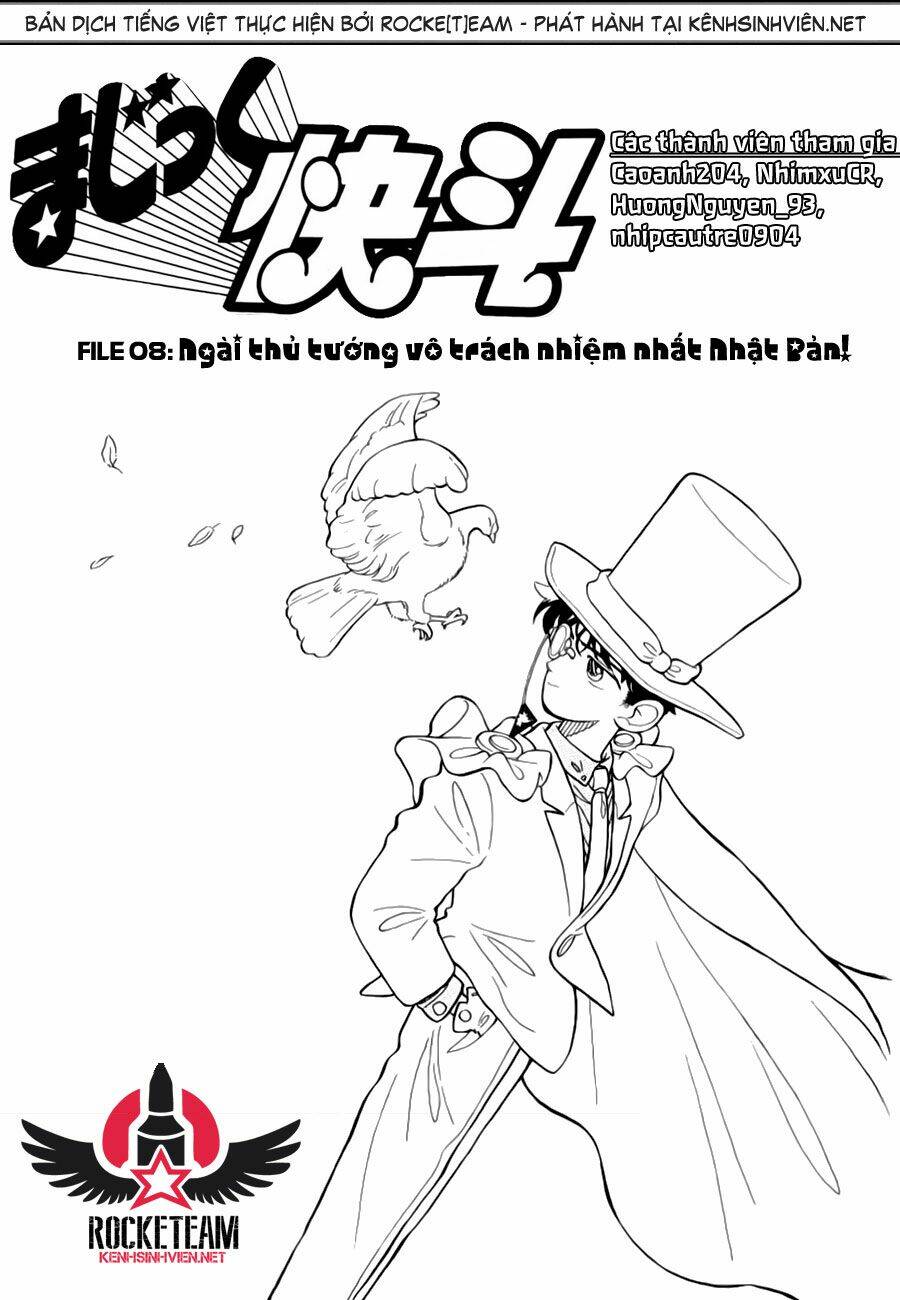 BẢN DỊCH TIẾNG VIỆT THỰC HIỆN BỞI ROCKE[T]EAM - PHÁT HÀNH TẠI KÊNHSINHVIÊN.NET
まじっく
快斗
Các thành viên tham gia
Caoanh204, NhimxuCR,
HuongNguyen_93,
nhipcautre0904
FILE 08: Ngài thủ tướng vô trách nhiệm nhất Nhật Bản!
ROCKETEAM
KENHSINHVIEN.NET